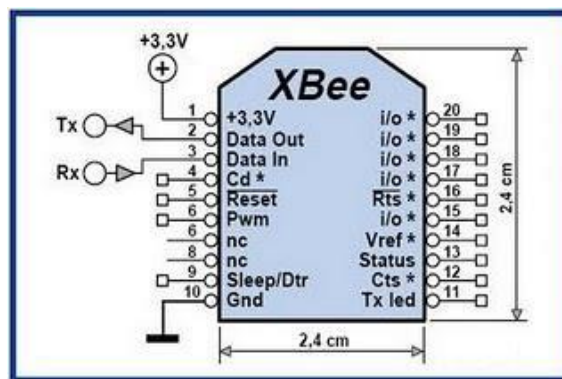 +3,3V
XBee
1 +3,3V i/o * 20
Tx 2 Data Out i/o * 19
3 Data In i/o * 18
Rx 4 Cd * i/o * 17
5 Reset Rts * 16
6 Pwm i/o * 15
6 nc Vref * 14
8 nc Status 13
9 Sleep/Dtr Cts * 12
10 Gnd Tx led 11
2,4 cm
2,4 cm